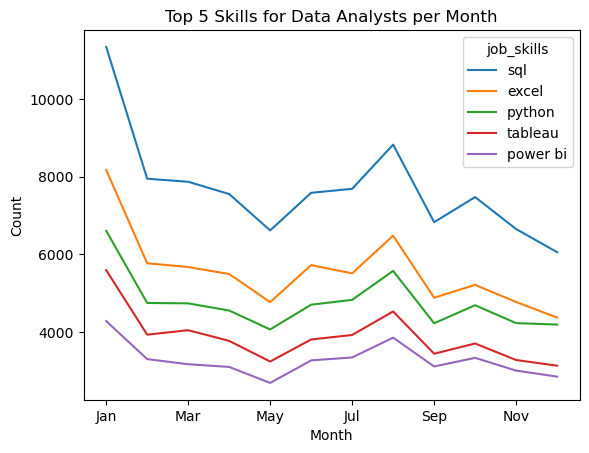 Top 5 Skills for Data Analysts per Month
job_skills
sql
excel
python
tableau
power bi
Count
10000
8000
6000
4000
Jan Mar May Jul Sep Nov
Month